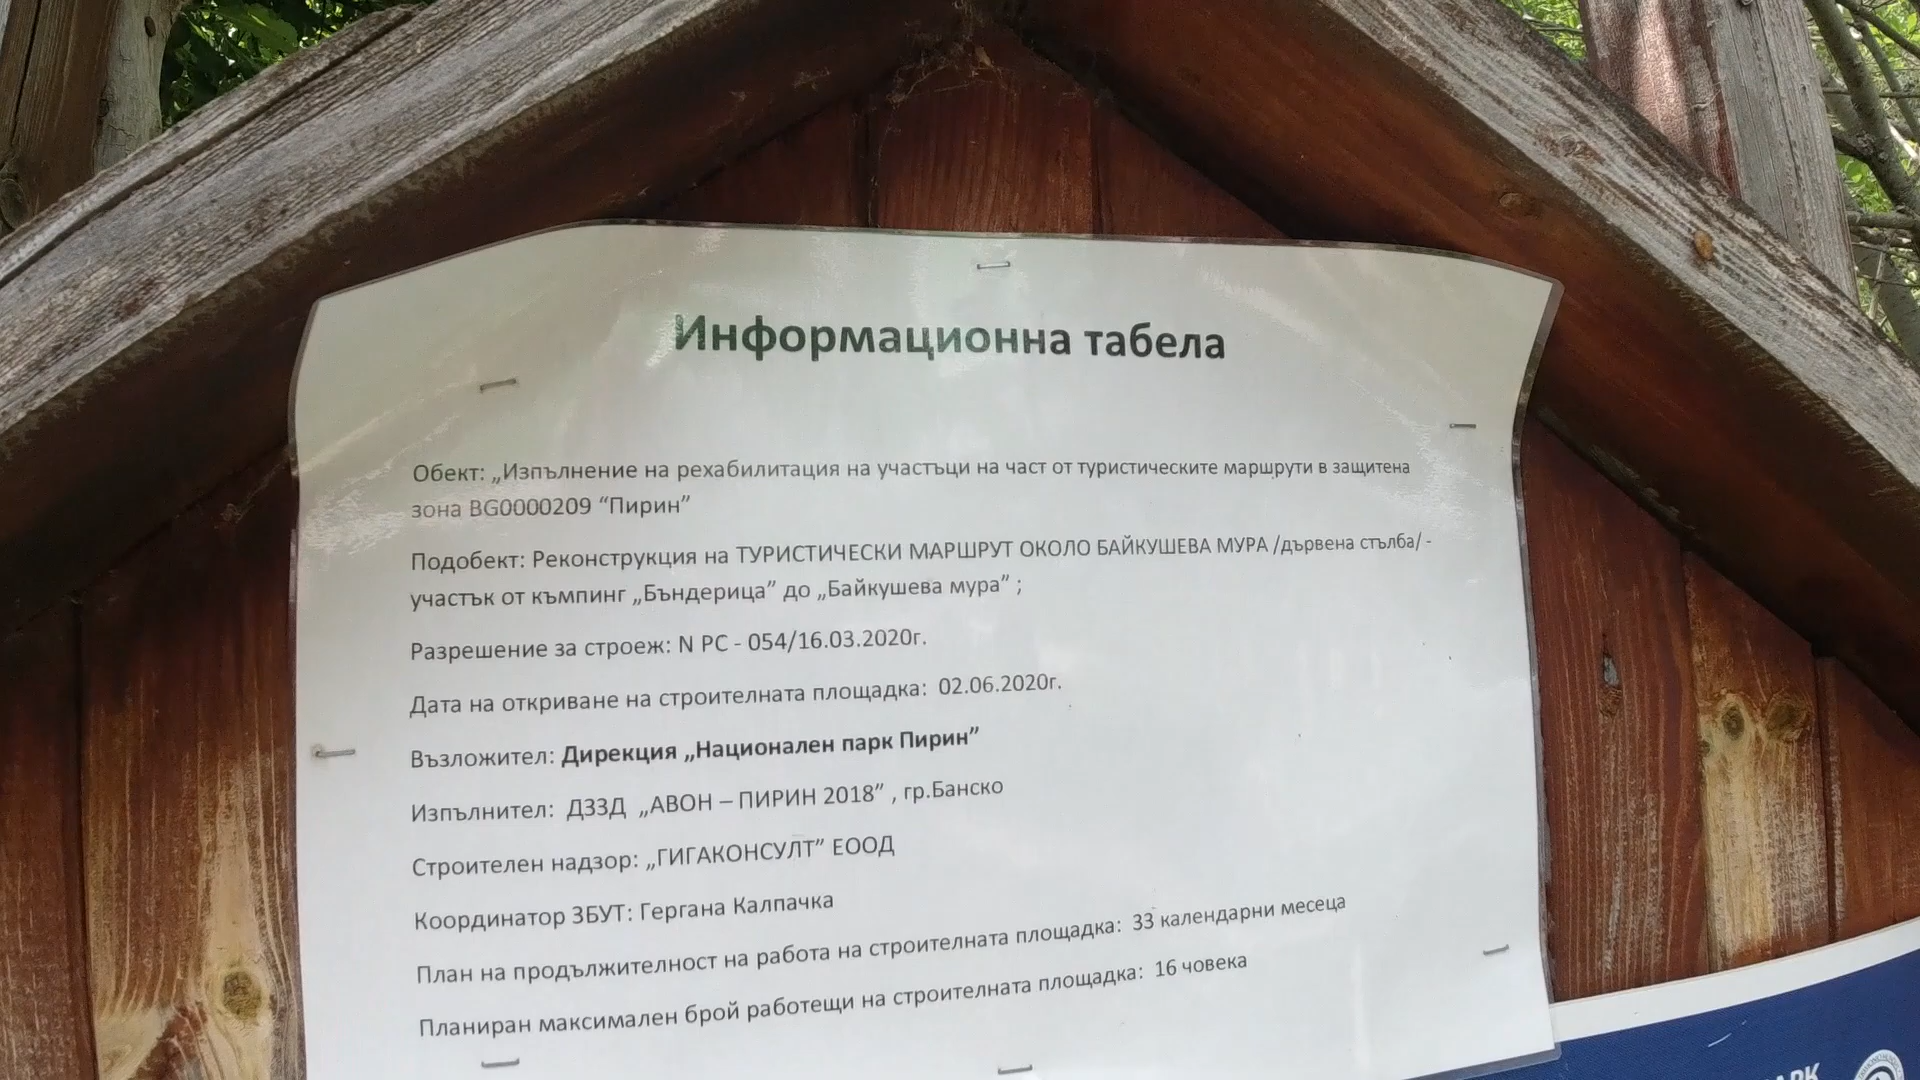 Информационна табела
Обект: „Изпълнение на рехабилитация на участъци на част от туристическите маршрути в защитена
зона BG0000209 “Пирин”
Подобект: Реконструкция на ТУРИСТИЧЕСКИ МАРШРУТ ОКОЛО БАЙКУШЕВА МУРА /дървена стълба/ -
участък от къмпинг „Бъндерица” до „Байкушева мура” ;
Разрешение за строеж: N РС - 054/16.03.2020г.
Дата на откриване на строителната площадка: 02.06.2020г.
Възложител: Дирекция „Национален парк Пирин”
Изпълнител: ДЗЗД „АВОН – ПИРИН 2018” , гр.Банско
Строителен надзор: „ГИГАКОНСУЛТ” ЕООД
Координатор ЗБУТ: Гергана Калпачка
План на продължителност на работа на строителната площадка: 33 календарни месеца
Планиран максимален брой работещи на строителната площадка: 16 човека